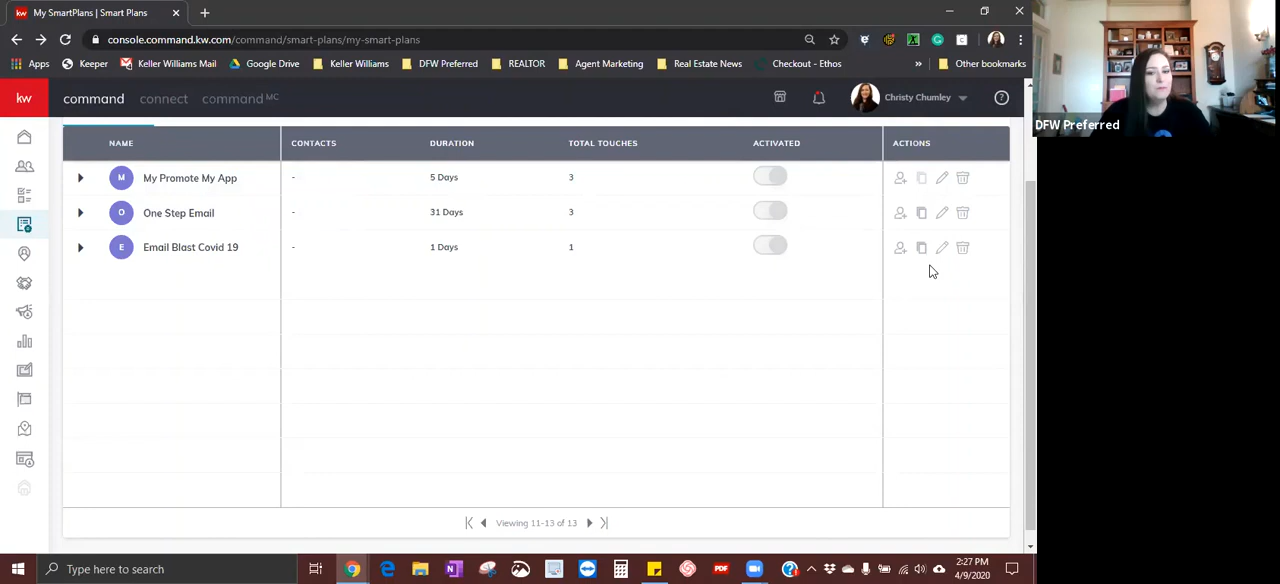 kw My SmartPlans | Smart Plans
console.command.kw.com/command/smart-plans/my-smart-plans
Apps Keeper Keller Williams Mail Google Drive Keller Williams DFW Preferred REALTOR Agent Marketing Real Estate News Checkout - Ethos » Other bookmarks
kw command connect command MC Christy Chumley
DFW Preferred
NAME CONTACTS DURATION TOTAL TOUCHES ACTIVATED ACTIONS
M My Promote My App - 5 Days 3
O One Step Email - 31 Days 3
E Email Blast Covid 19 - 1 Days 1
Viewing 11-13 of 13
Type here to search
PDF
2:27 PM
4/9/2020